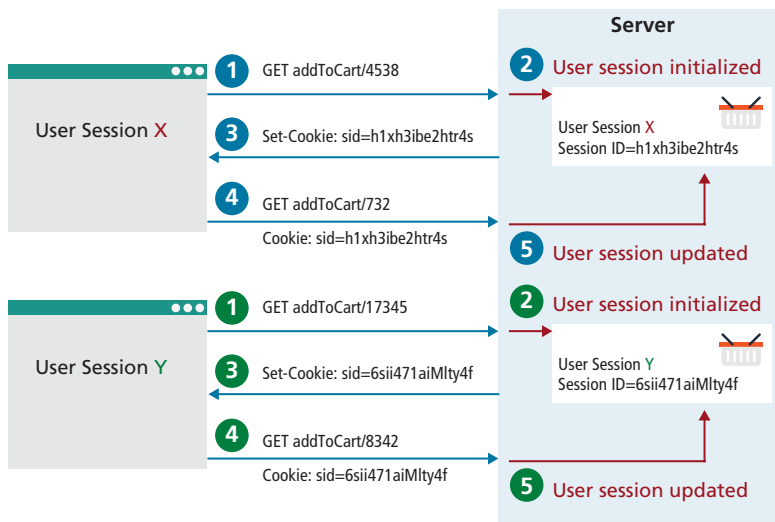 Server
1 GET addToCart/4538
2 User session initialized
User Session X
3 Set-Cookie: sid=h1xh3ibe2htr4s
User Session X
Session ID=h1xh3ibe2htr4s
4 GET addToCart/732
Cookie: sid=h1xh3ibe2htr4s
5 User session updated
1 GET addToCart/17345
2 User session initialized
User Session Y
3 Set-Cookie: sid=6sii471aiMlty4f
User Session Y
Session ID=6sii471aiMlty4f
4 GET addToCart/8342
Cookie: sid=6sii471aiMlty4f
5 User session updated